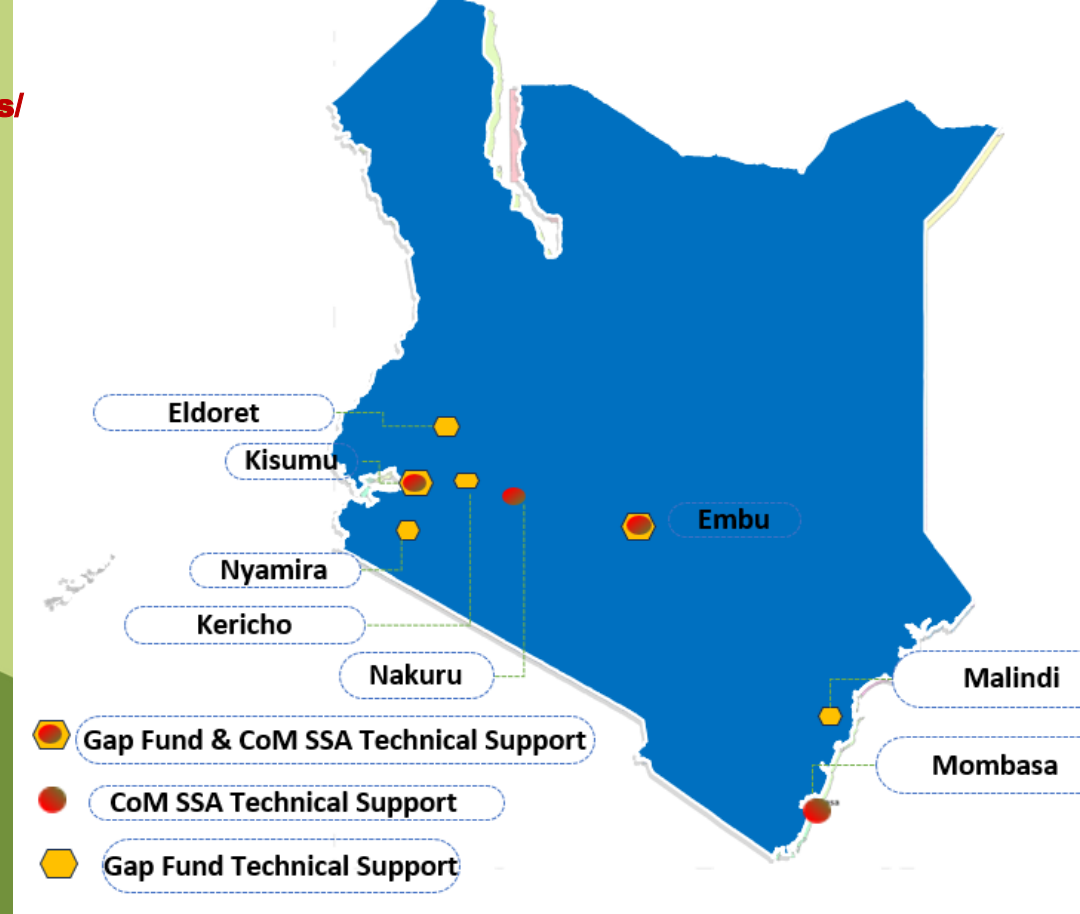 s/
Eldoret
Kisumu
Embu
Nyamira
Kericho
Nakuru
Malindi
Mombasa
Gap Fund & CoM SSA Technical Support
CoM SSA Technical Support
Gap Fund Technical Support